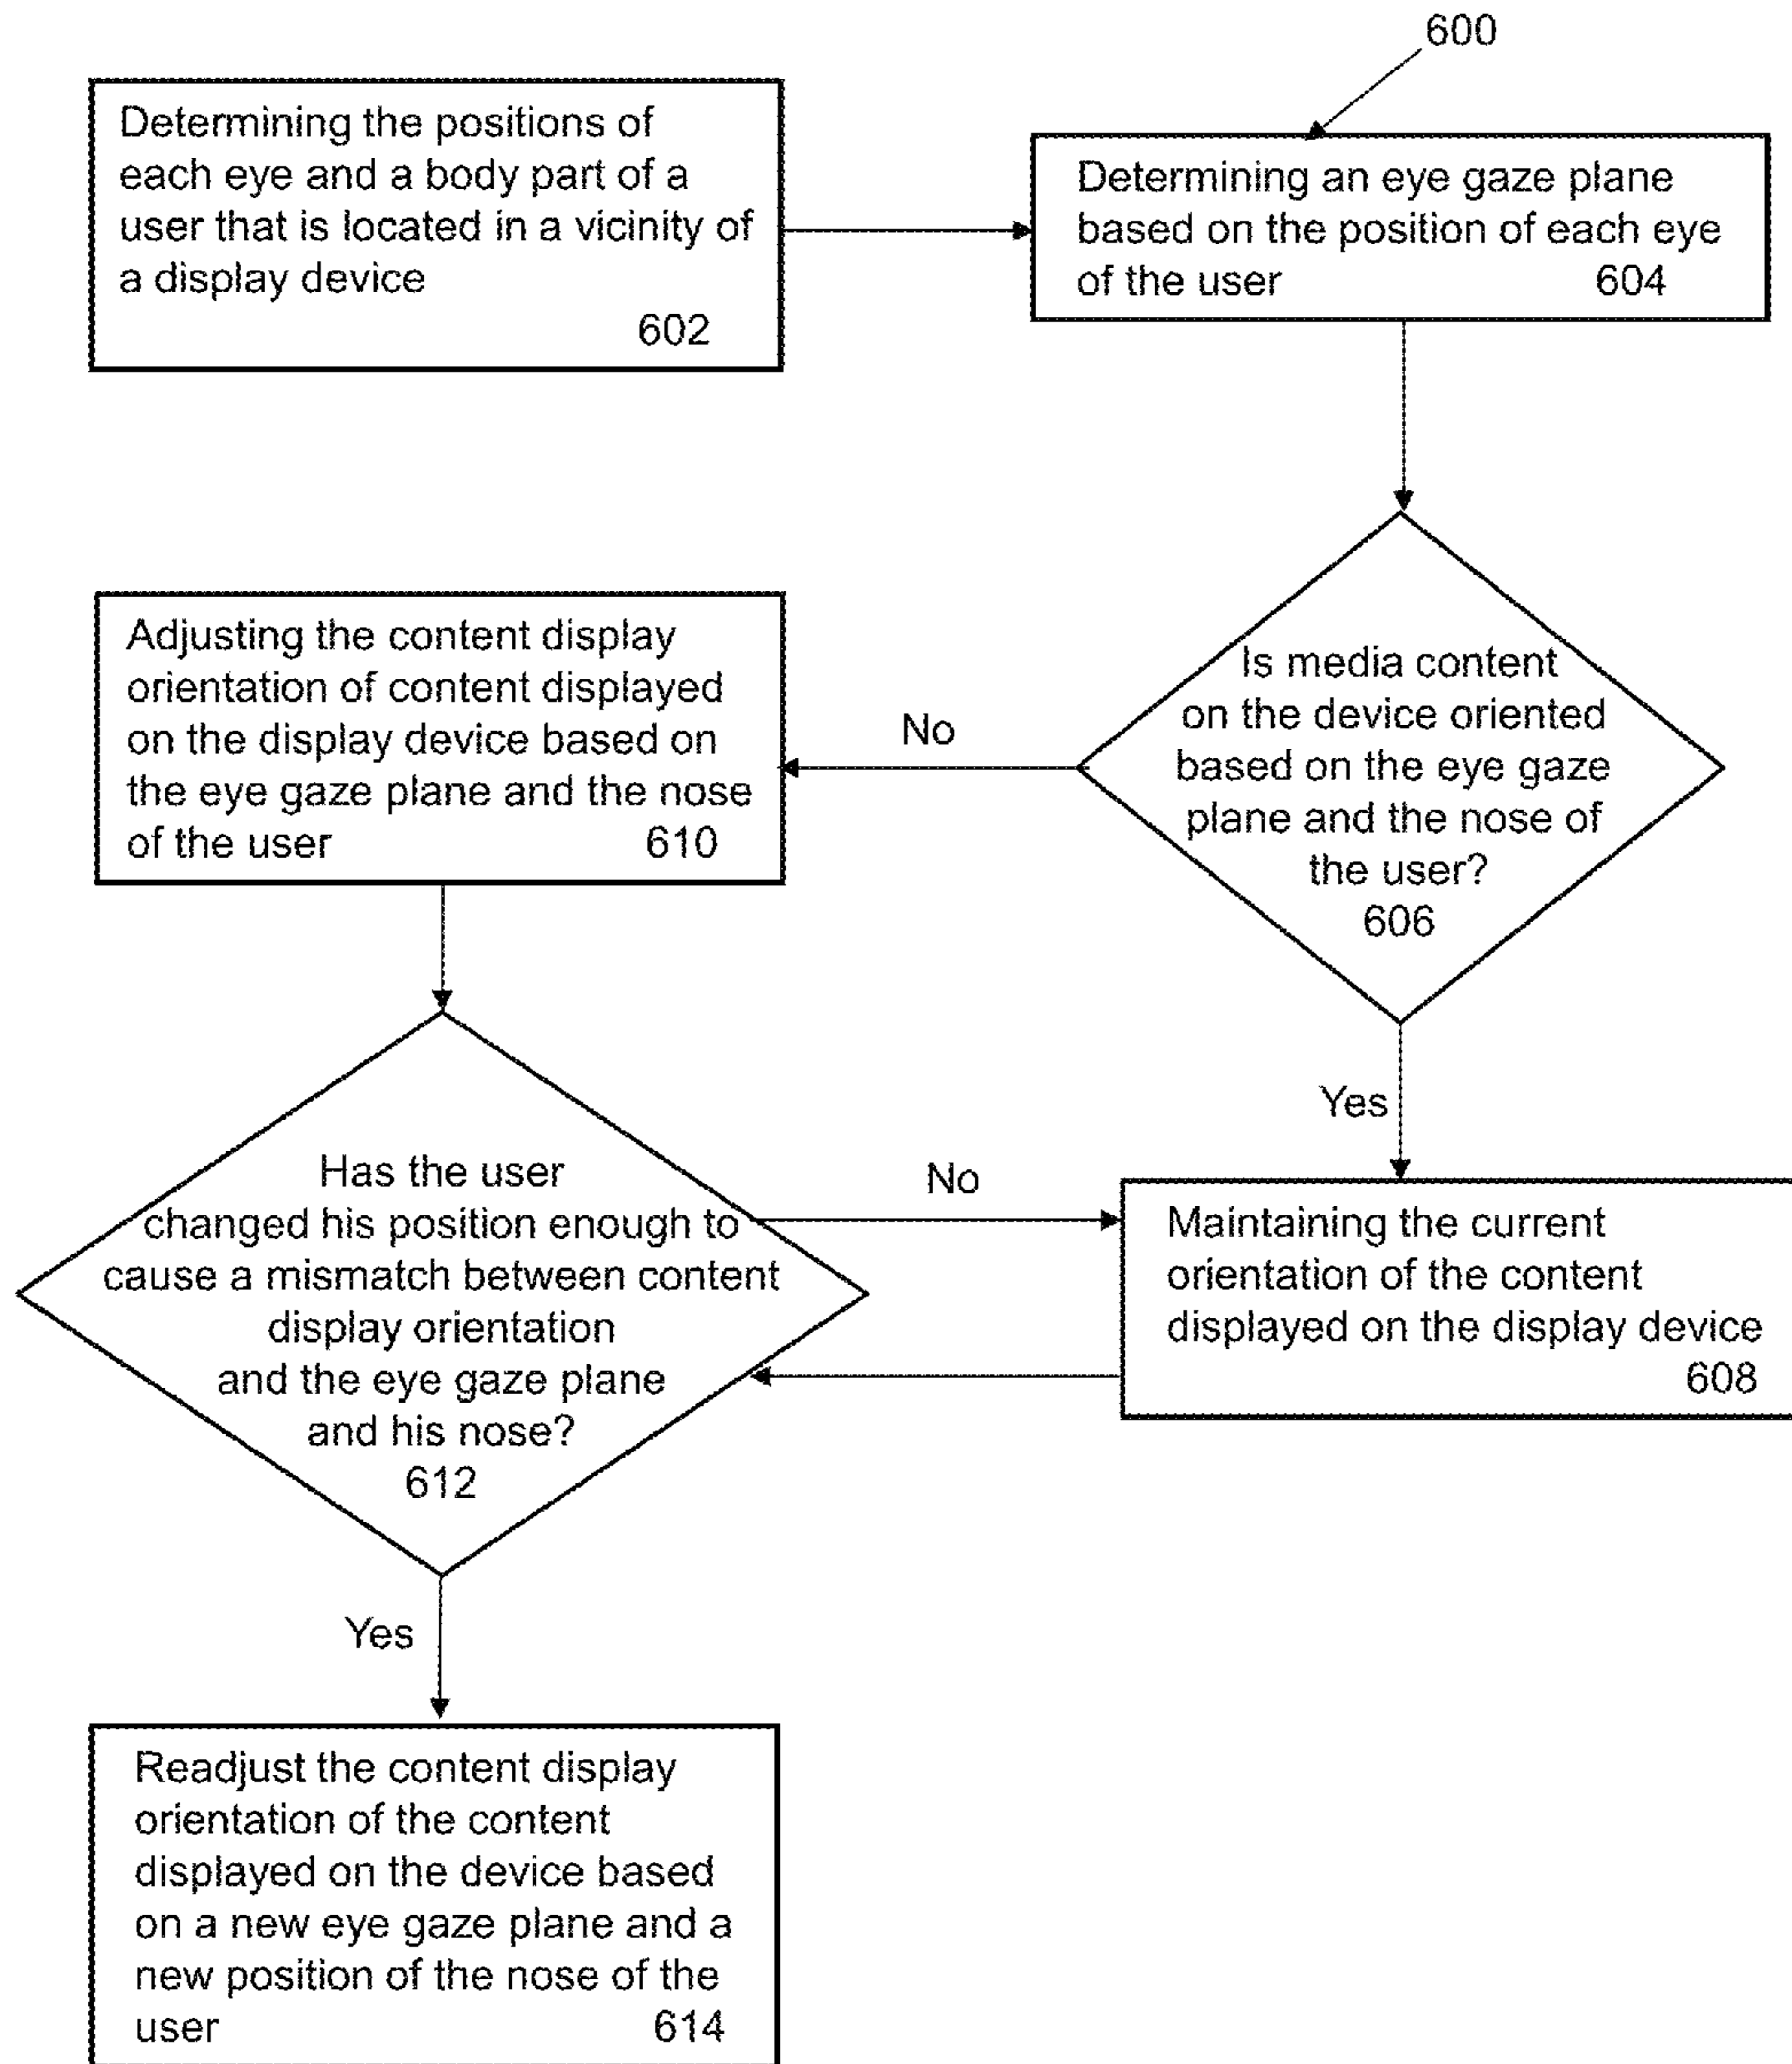 600
Determining the positions of
each eye and a body part of a
user that is located in a vicinity of
a display device
602
Determining an eye gaze plane
based on the position of each eye
of the user 604
Is media content
on the device oriented
based on the eye gaze
plane and the nose of
the user?
606
No
Adjusting the content display
orientation of content displayed
on the display device based on
the eye gaze plane and the nose
of the user 610
Yes
Has the user
changed his position enough to
cause a mismatch between content
display orientation
and the eye gaze plane
and his nose?
612
No
Maintaining the current
orientation of the content
displayed on the display device
608
Yes
Readjust the content display
orientation of the content
displayed on the device based
on a new eye gaze plane and a
new position of the nose of the
user 614